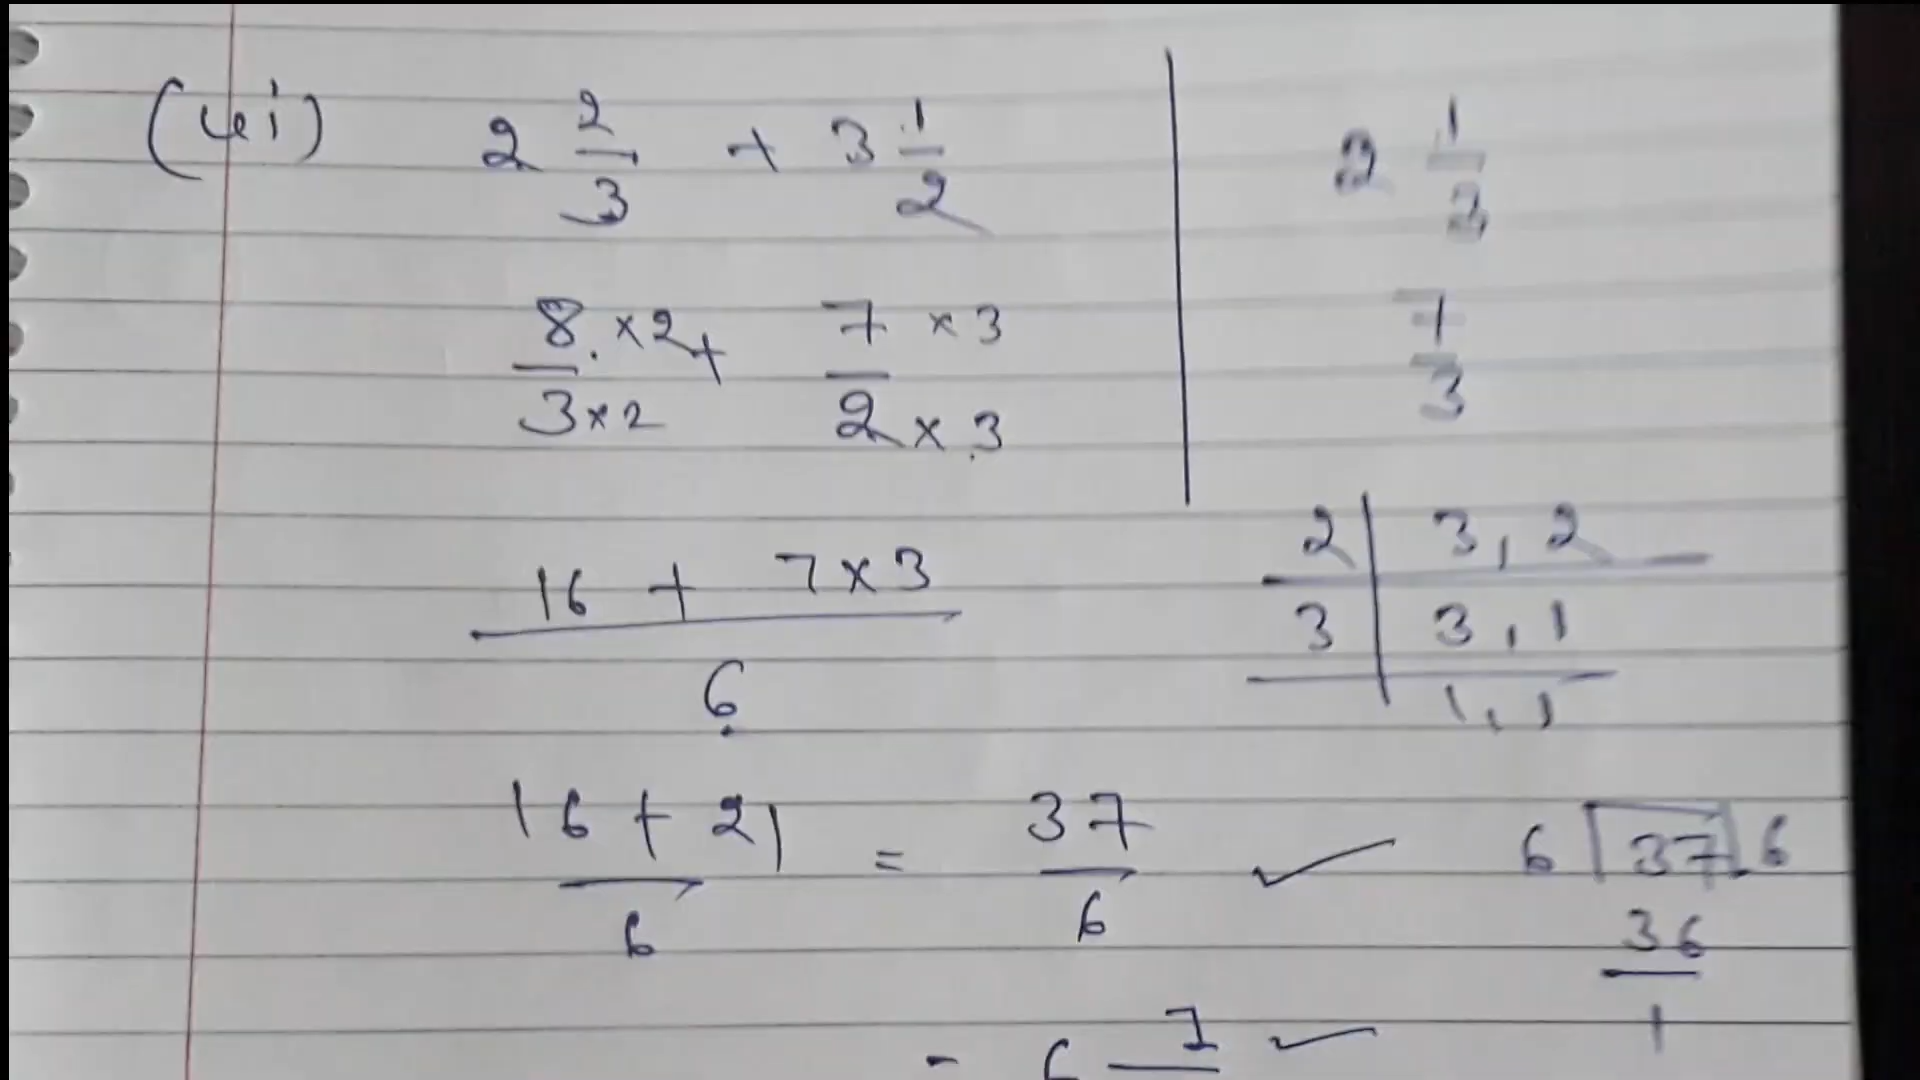 (vi) 2 2/3 + 3 1/2
8 × 2 / 3 × 2 + 7 × 3 / 2 × 3
16 + 7 × 3 / 6
16 + 21 / 6 = 37 / 6 ✓
= 6 1/ ✓
2 1/3
7/3
2 | 3, 2
3 | 3, 1
1, 1
6 | 37 | 6
36
1